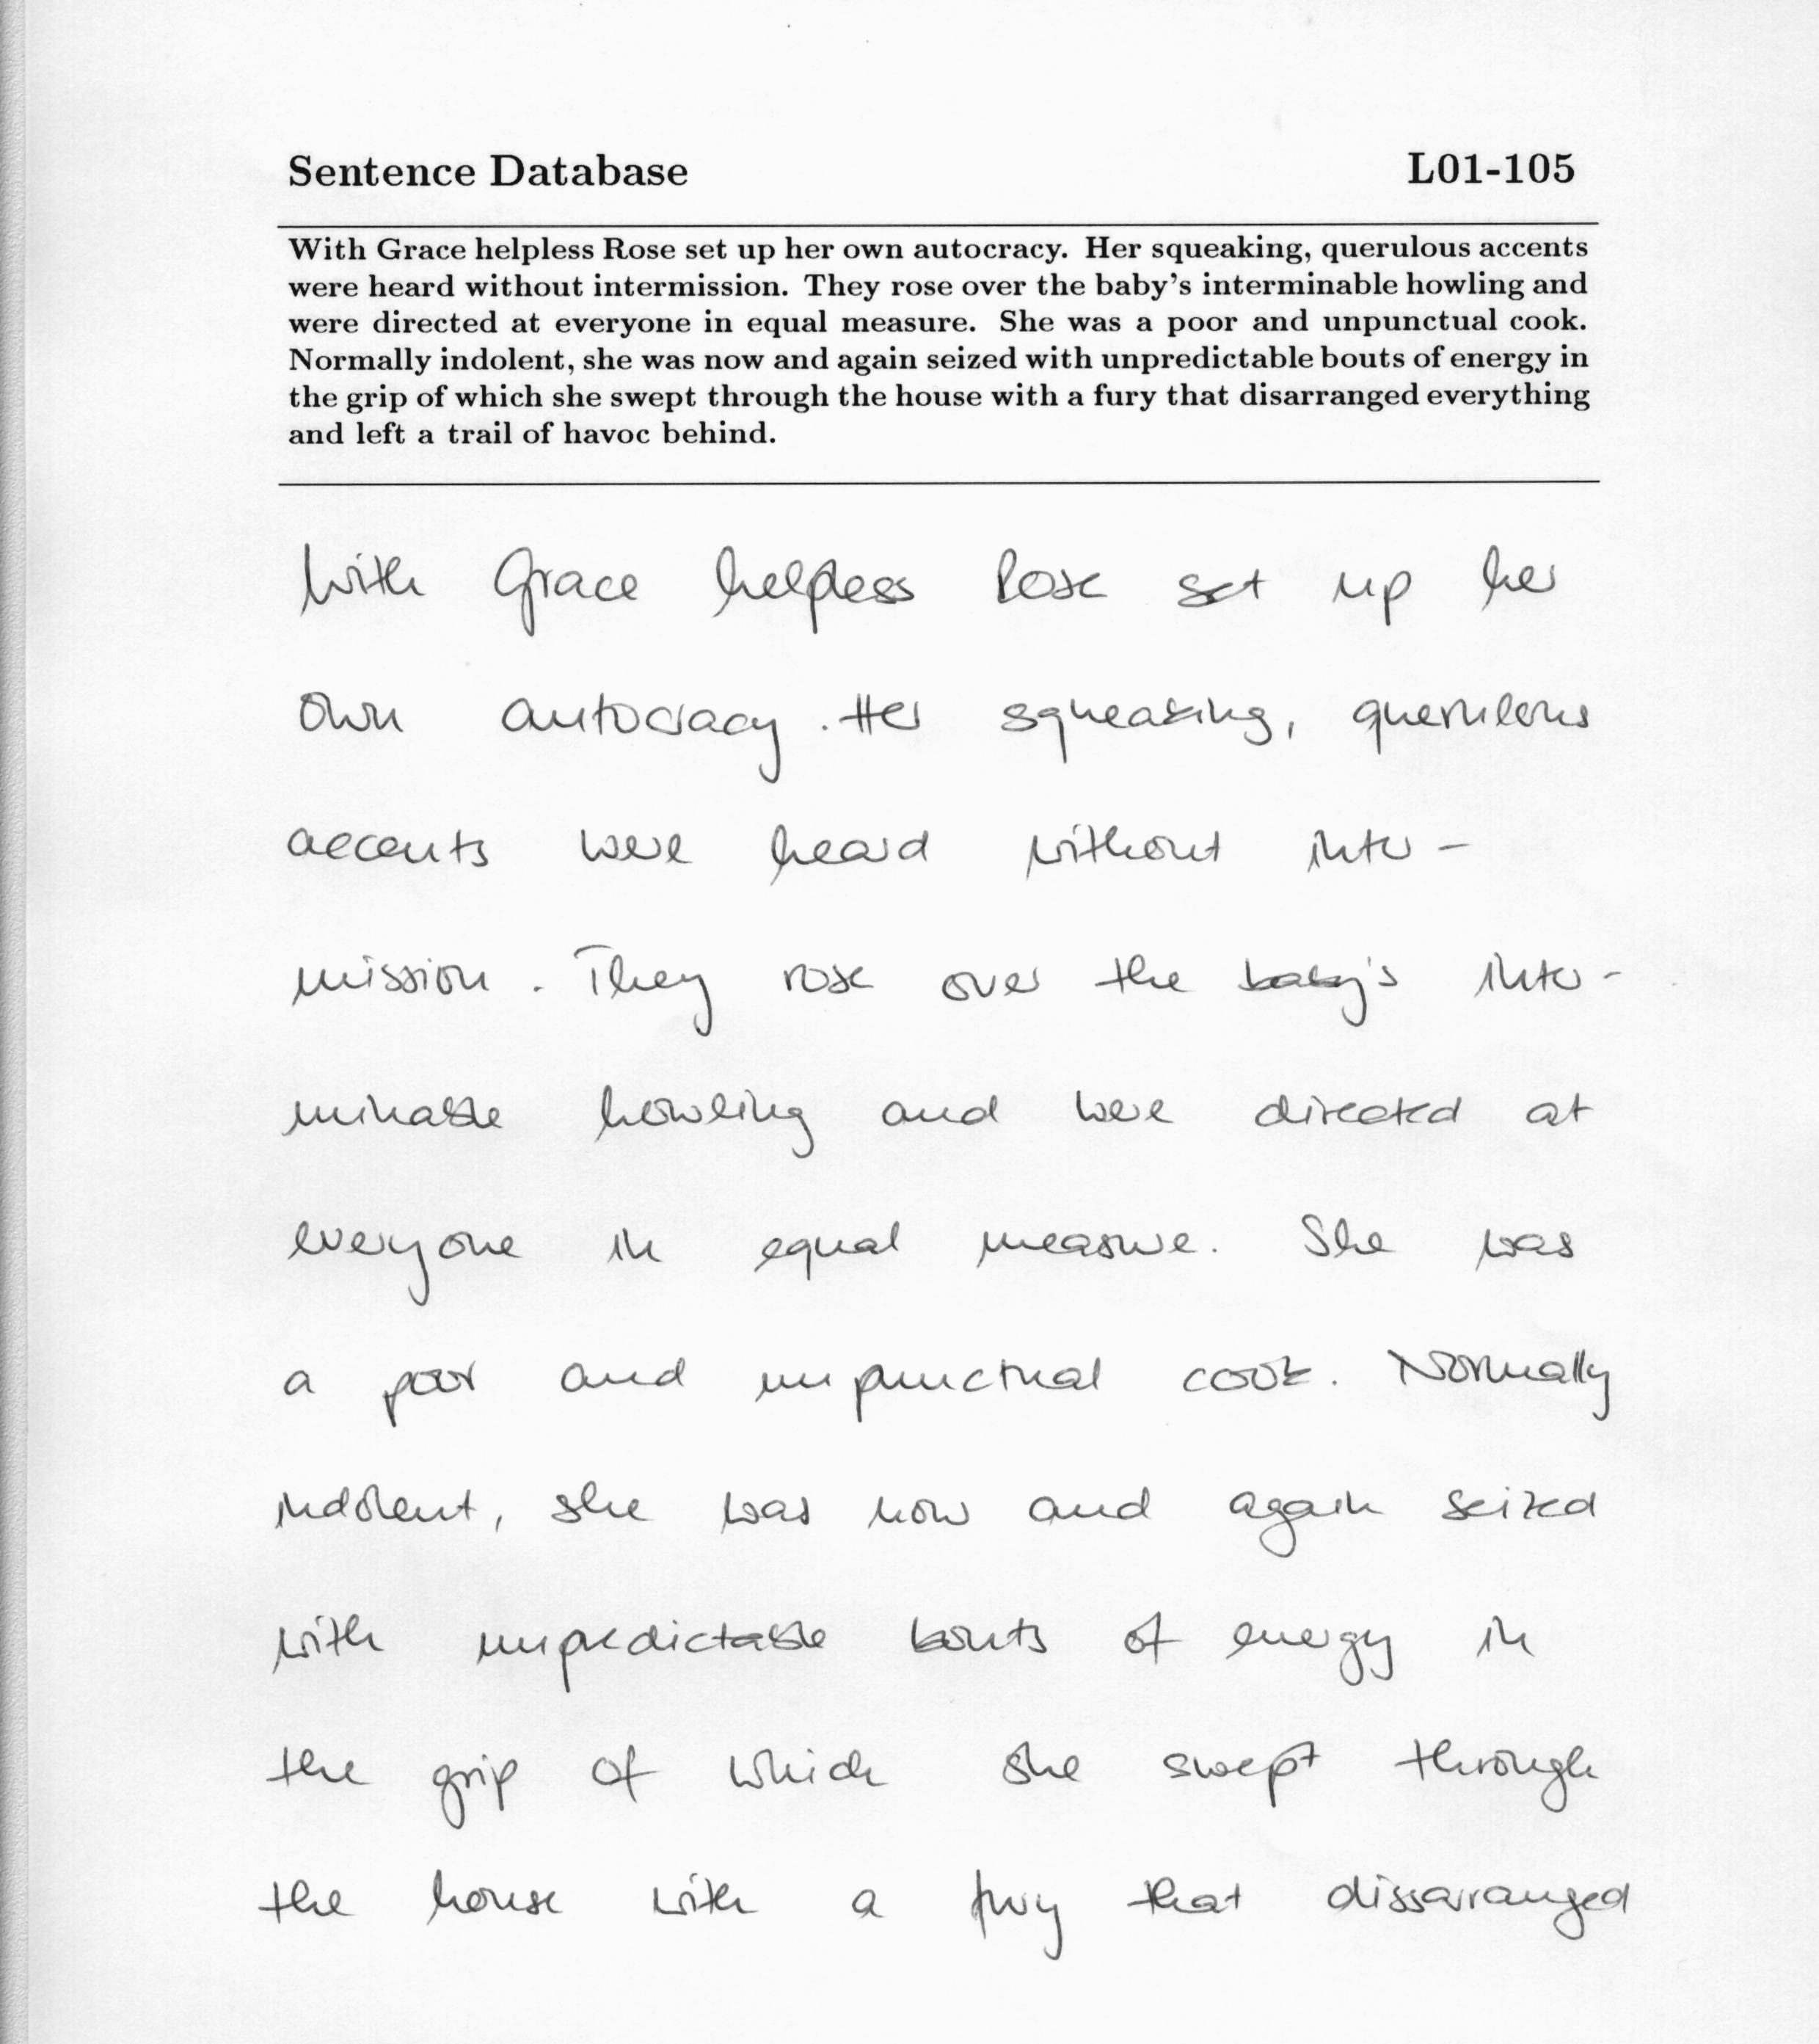 Sentence Database L01-105
With Grace helpless Rose set up her own autocracy. Her squeaking, querulous accents
were heard without intermission. They rose over the baby's interminable howling and
were directed at everyone in equal measure. She was a poor and unpunctual cook.
Normally indolent, she was now and again seized with unpredictable bouts of energy in
the grip of which she swept through the house with a fury that disarranged everything
and left a trail of havoc behind.
With Grace helpless Rose set up her
own autocracy. Her squeaking, querulous
accents were heard without inter-
mission. They rose over the baby's inter-
minable howling and were directed at
everyone in equal measure. She was
a poor and unpunctual cook. Normally
indolent, she was now and again seized
with unpredictable bouts of energy in
the grip of which she swept through
the house with a fury that dissarranged